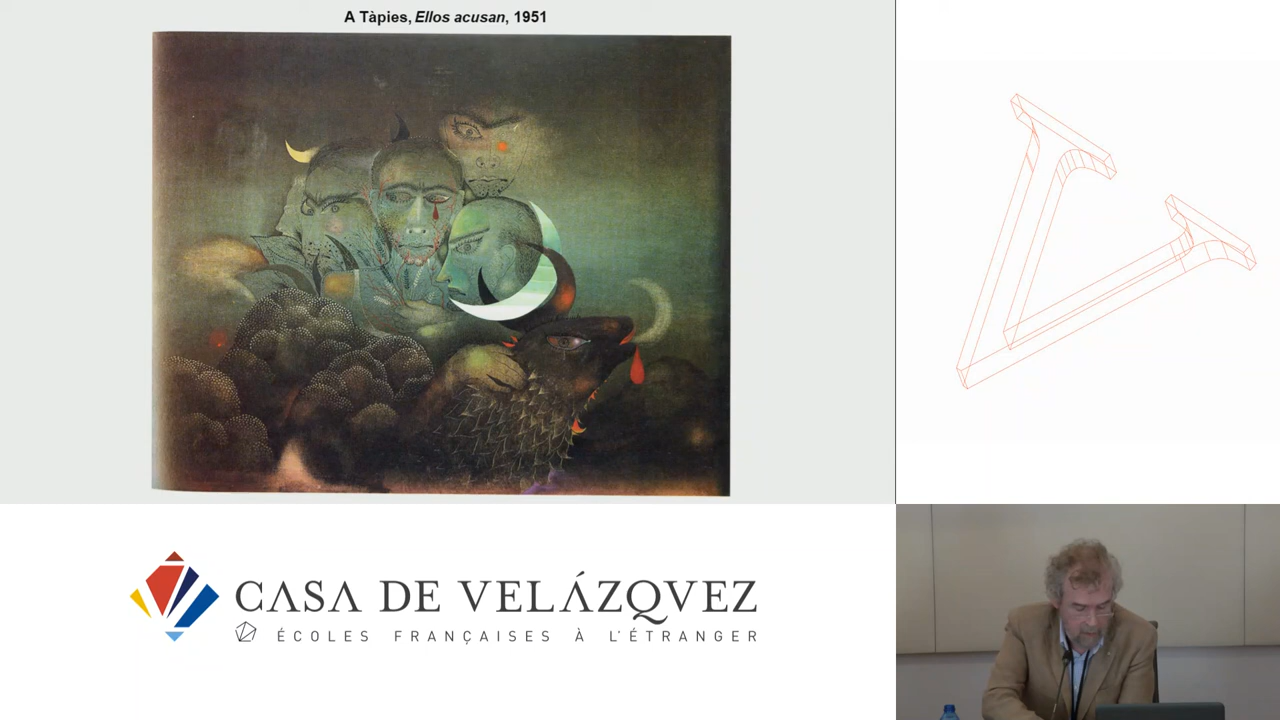 A Tàpies, Ellos acusan, 1951
CASA DE VELÁZQVEZ
ÉCOLES FRANÇAISES À L'ÉTRANGER